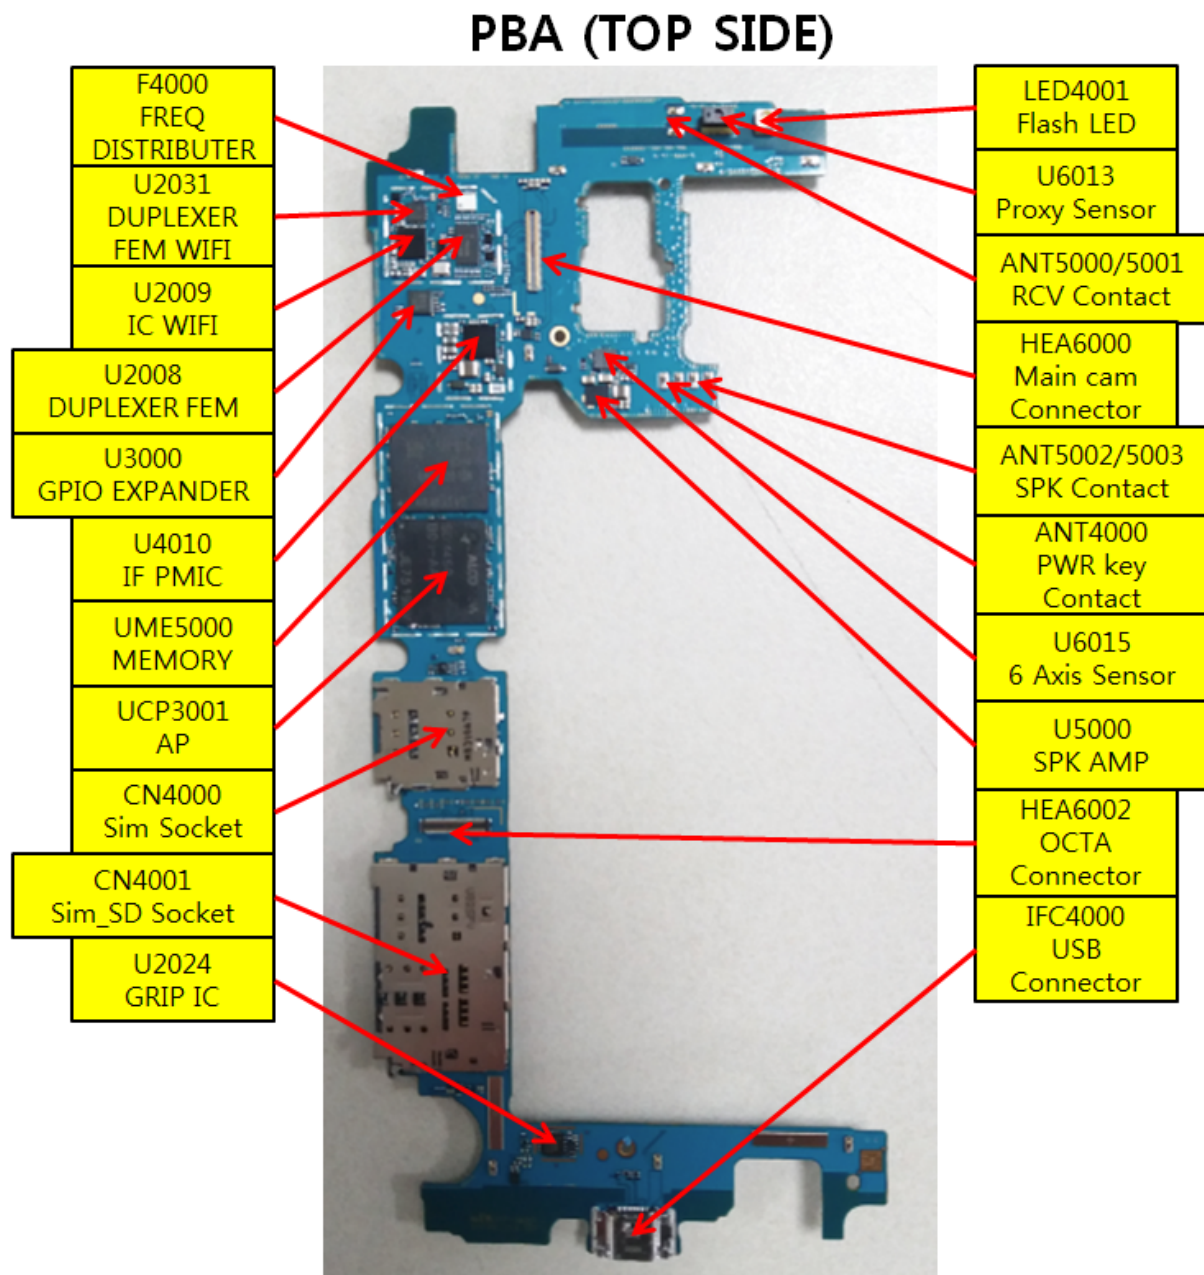 PBA (TOP SIDE)
F4000
FREQ
DISTRIBUTER
U2031
DUPLEXER
FEM WIFI
U2009
IC WIFI
U2008
DUPLEXER FEM
U3000
GPIO EXPANDER
U4010
IF PMIC
UME5000
MEMORY
UCP3001
AP
CN4000
Sim Socket
CN4001
Sim_SD Socket
U2024
GRIP IC
LED4001
Flash LED
U6013
Proxy Sensor
ANT5000/5001
RCV Contact
HEA6000
Main cam
Connector
ANT5002/5003
SPK Contact
ANT4000
PWR key
Contact
U6015
6 Axis Sensor
U5000
SPK AMP
HEA6002
OCTA
Connector
IFC4000
USB
Connector